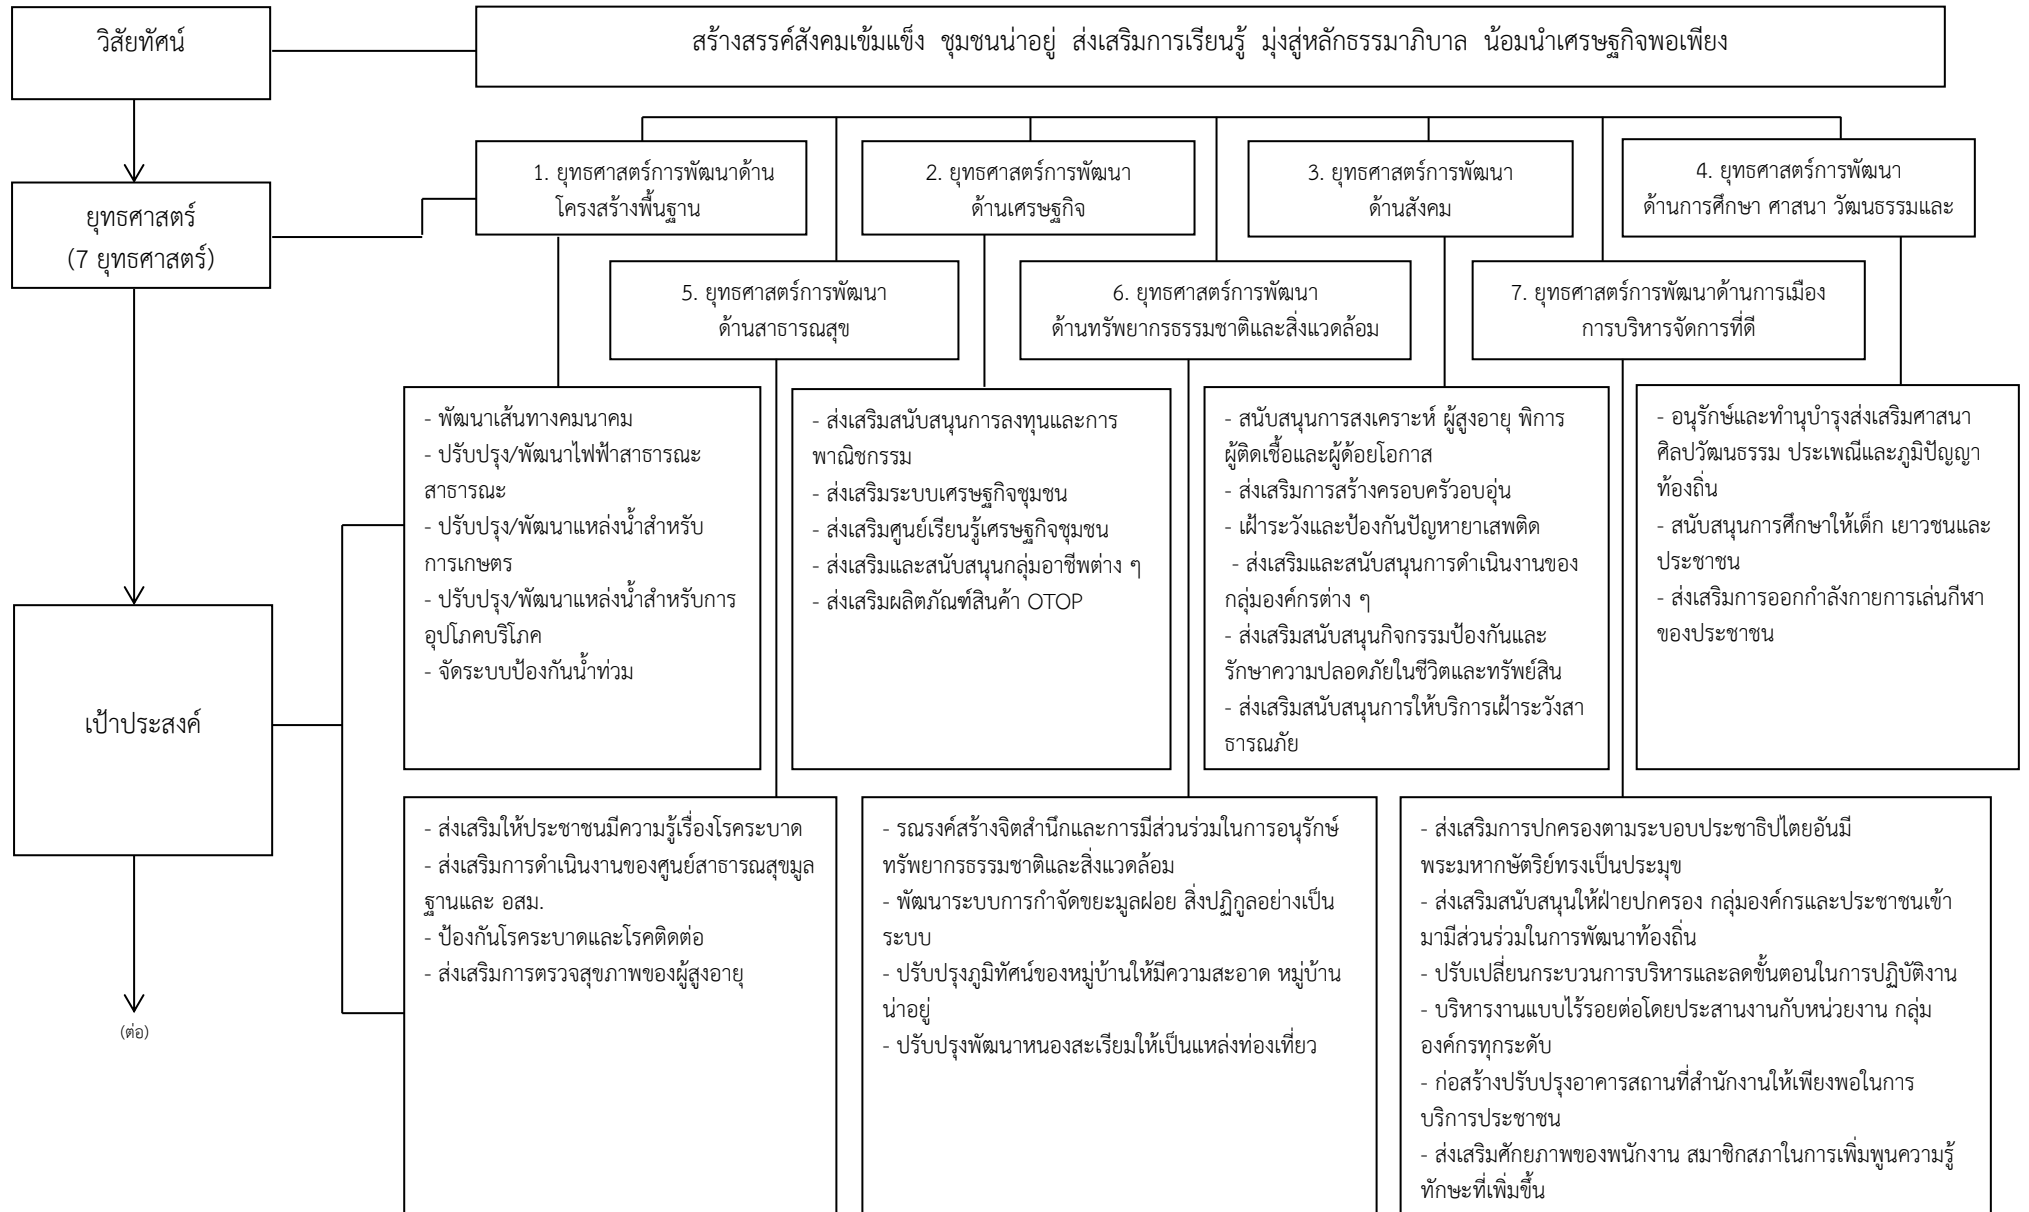 วิสัยทัศน์
สร้างสรรค์สังคมเข้มแข็ง ชุมชนน่าอยู่ ส่งเสริมการเรียนรู้ มุ่งสู่หลักธรรมาภิบาล น้อมนำเศรษฐกิจพอเพียง
ยุทธศาสตร์
(7 ยุทธศาสตร์)
1. ยุทธศาสตร์การพัฒนาด้าน
โครงสร้างพื้นฐาน
2. ยุทธศาสตร์การพัฒนา
ด้านเศรษฐกิจ
3. ยุทธศาสตร์การพัฒนา
ด้านสังคม
4. ยุทธศาสตร์การพัฒนา
ด้านการศึกษา ศาสนา วัฒนธรรมและ
5. ยุทธศาสตร์การพัฒนา
ด้านสาธารณสุข
6. ยุทธศาสตร์การพัฒนา
ด้านทรัพยากรธรรมชาติและสิ่งแวดล้อม
7. ยุทธศาสตร์การพัฒนาด้านการเมือง
การบริหารจัดการที่ดี
เป้าประสงค์
- พัฒนาเส้นทางคมนาคม
- ปรับปรุง/พัฒนาไฟฟ้าสาธารณะ
สาธารณะ
- ปรับปรุง/พัฒนาแหล่งน้ำสำหรับ
การเกษตร
- ปรับปรุง/พัฒนาแหล่งน้ำสำหรับการ
อุปโภคบริโภค
- จัดระบบป้องกันน้ำท่วม
- ส่งเสริมสนับสนุนการลงทุนและการ
พาณิชกรรม
- ส่งเสริมระบบเศรษฐกิจชุมชน
- ส่งเสริมศูนย์เรียนรู้เศรษฐกิจชุมชน
- ส่งเสริมและสนับสนุนกลุ่มอาชีพต่าง ๆ
- ส่งเสริมผลิตภัณฑ์สินค้า OTOP
- สนับสนุนการสงเคราะห์ ผู้สูงอายุ พิการ
ผู้ติดเชื้อและผู้ด้อยโอกาส
- ส่งเสริมการสร้างครอบครัวอบอุ่น
- เฝ้าระวังและป้องกันปัญหายาเสพติด
- ส่งเสริมและสนับสนุนการดำเนินงานของ
กลุ่มองค์กรต่าง ๆ
- ส่งเสริมสนับสนุนกิจกรรมป้องกันและ
รักษาความปลอดภัยในชีวิตและทรัพย์สิน
- ส่งเสริมสนับสนุนการให้บริการเฝ้าระวังสา
ธารณภัย
- อนุรักษ์และทำนุบำรุงส่งเสริมศาสนา
ศิลปวัฒนธรรม ประเพณีและภูมิปัญญา
ท้องถิ่น
- สนับสนุนการศึกษาให้เด็ก เยาวชนและ
ประชาชน
- ส่งเสริมการออกกำลังกายการเล่นกีฬา
ของประชาชน
- ส่งเสริมให้ประชาชนมีความรู้เรื่องโรคระบาด
- ส่งเสริมการดำเนินงานของศูนย์สาธารณสุขมูล
ฐานและ อสม.
- ป้องกันโรคระบาดและโรคติดต่อ
- ส่งเสริมการตรวจสุขภาพของผู้สูงอายุ
- รณรงค์สร้างจิตสำนึกและการมีส่วนร่วมในการอนุรักษ์
ทรัพยากรธรรมชาติและสิ่งแวดล้อม
- พัฒนาระบบการกำจัดขยะมูลฝอย สิ่งปฏิกูลอย่างเป็น
ระบบ
- ปรับปรุงภูมิทัศน์ของหมู่บ้านให้มีความสะอาด หมู่บ้าน
น่าอยู่
- ปรับปรุงพัฒนาหนองสะเรียมให้เป็นแหล่งท่องเที่ยว
- ส่งเสริมการปกครองตามระบอบประชาธิปไตยอันมี
พระมหากษัตริย์ทรงเป็นประมุข
- ส่งเสริมสนับสนุนให้ฝ่ายปกครอง กลุ่มองค์กรและประชาชนเข้า
มามีส่วนร่วมในการพัฒนาท้องถิ่น
- ปรับเปลี่ยนกระบวนการบริหารและลดขั้นตอนในการปฏิบัติงาน
- บริหารงานแบบไร้รอยต่อโดยประสานงานกับหน่วยงาน กลุ่ม
องค์กรทุกระดับ
- ก่อสร้างปรับปรุงอาคารสถานที่สำนักงานให้เพียงพอในการ
บริการประชาชน
- ส่งเสริมศักยภาพของพนักงาน สมาชิกสภาในการเพิ่มพูนความรู้
ทักษะที่เพิ่มขึ้น
(ต่อ)